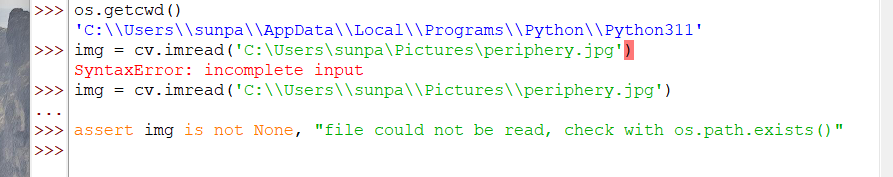 >>> os.getcwd()
'C:\\Users\\sunpa\\AppData\\Local\\Programs\\Python\\Python311'
>>> img = cv.imread('C:\Users\sunpa\Pictures\periphery.jpg')
SyntaxError: incomplete input
>>> img = cv.imread('C:\\Users\\sunpa\\Pictures\\periphery.jpg')
...
>>> assert img is not None, "file could not be read, check with os.path.exists()"
>>>